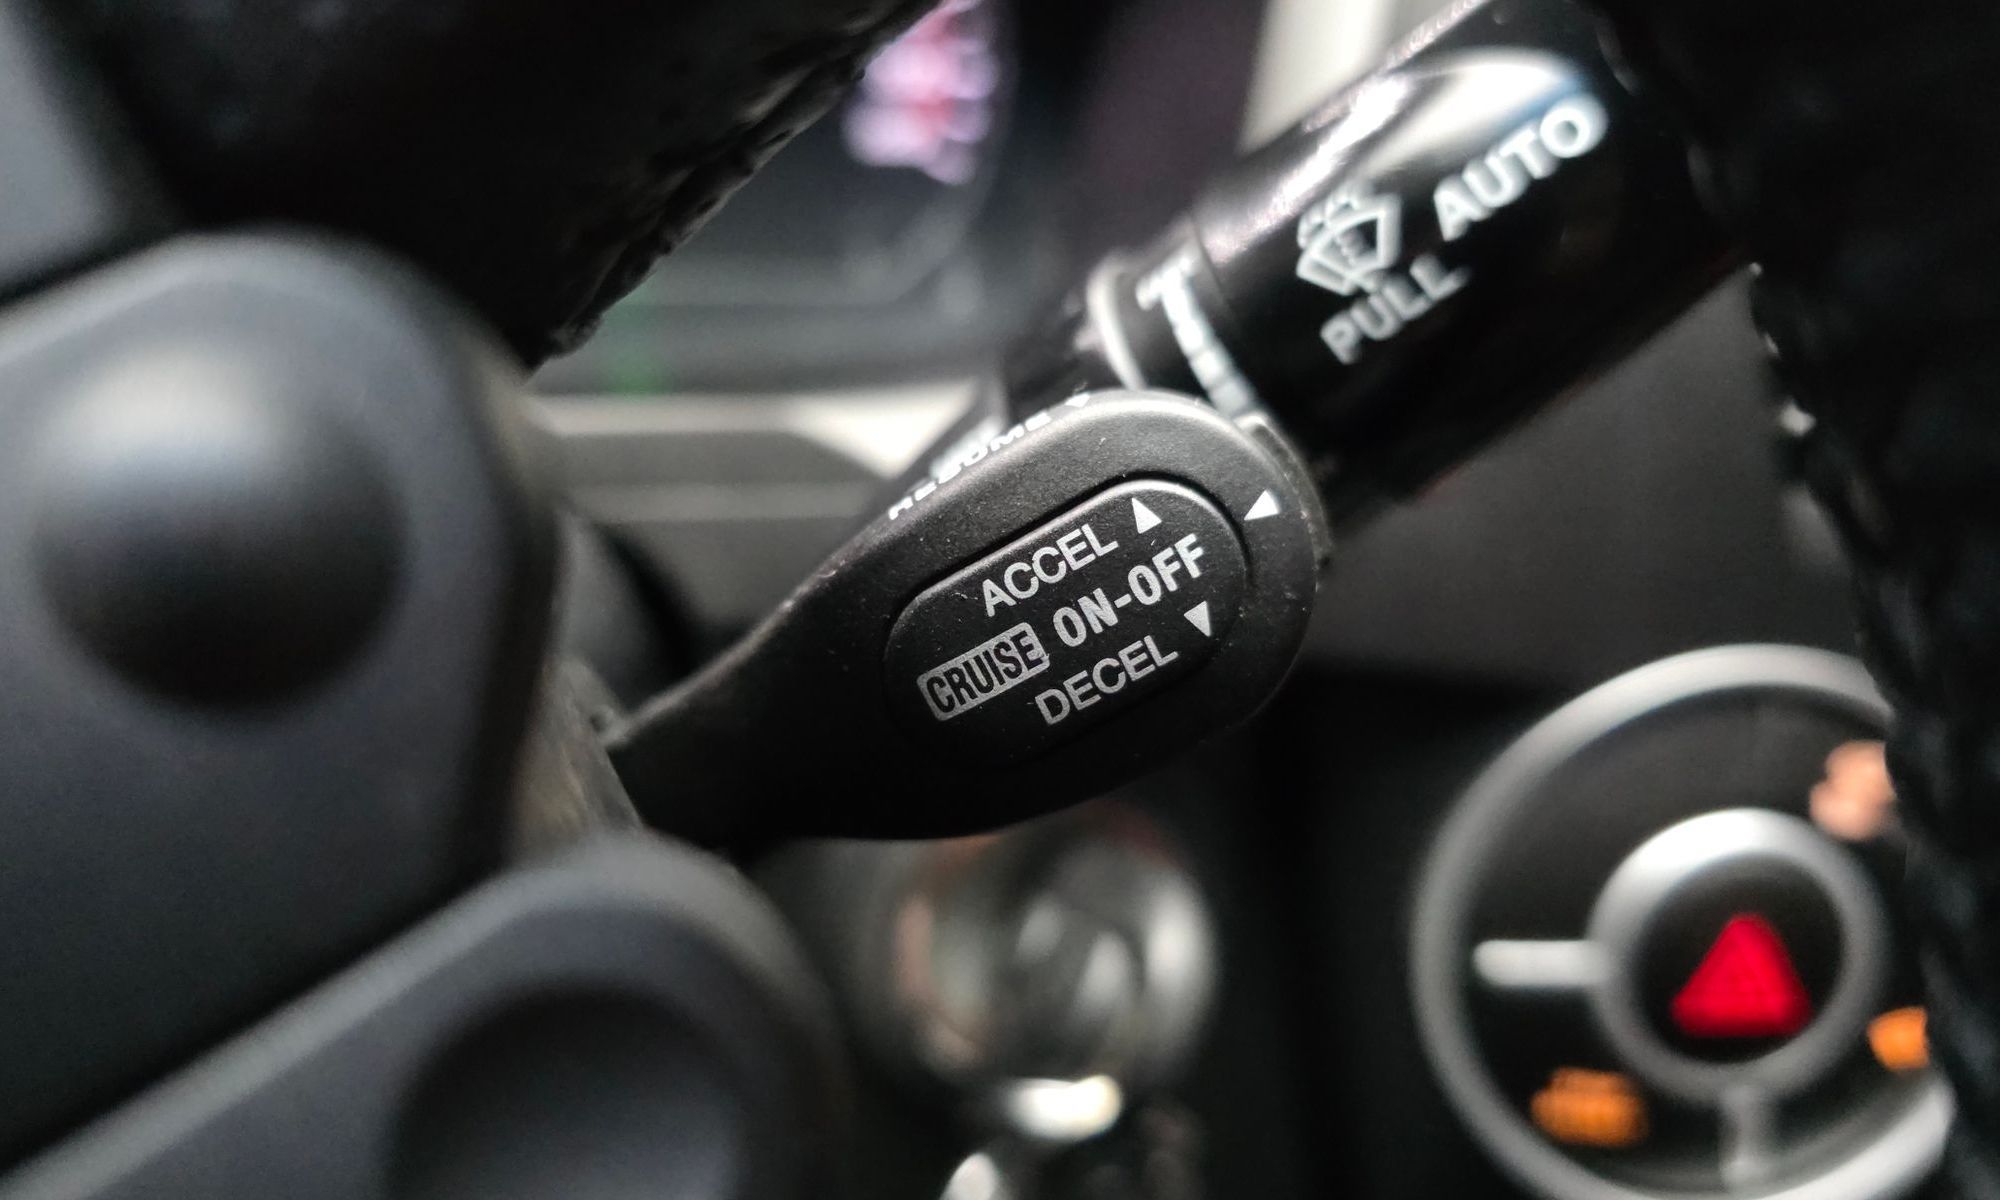 AUTO
PULL
RESUME
ACCEL ▲
CRUISE ON-OFF
DECEL ▼